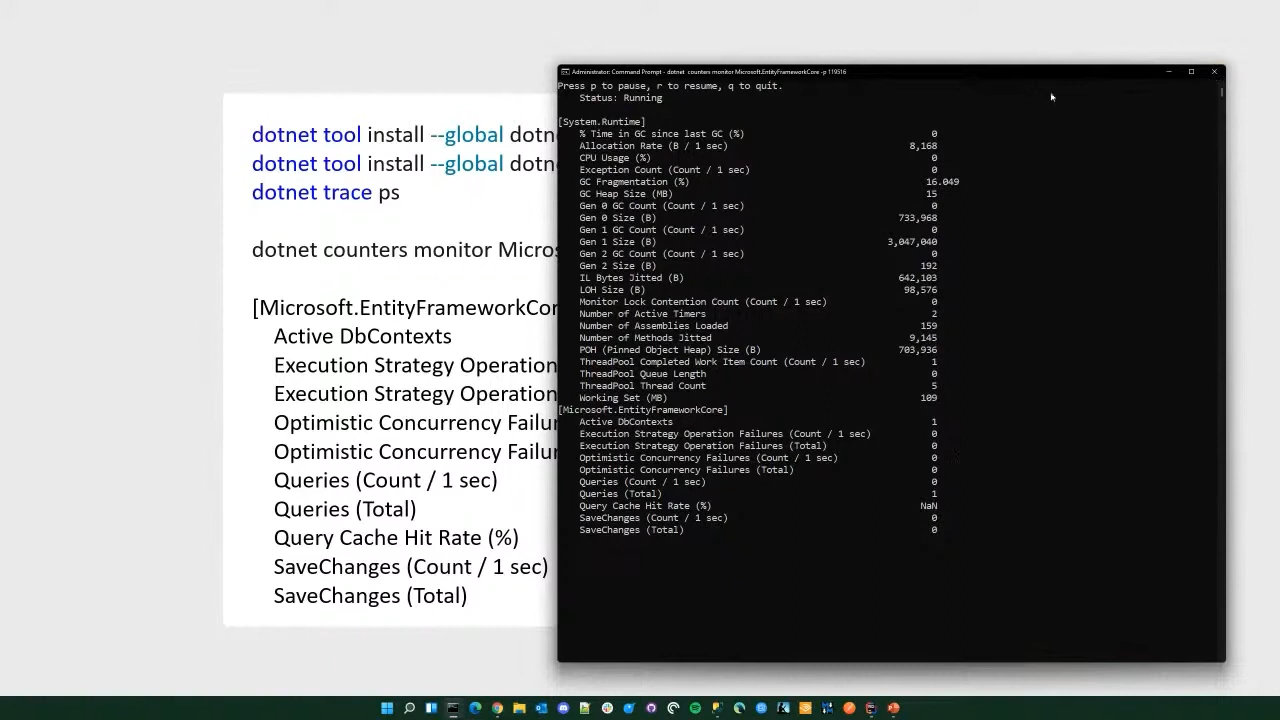 dotnet tool install --global dotn
dotnet tool install --global dotn
dotnet trace ps
dotnet counters monitor Micros
[Microsoft.EntityFrameworkCor
Active DbContexts
Execution Strategy Operation
Execution Strategy Operation
Optimistic Concurrency Failur
Optimistic Concurrency Failur
Queries (Count / 1 sec)
Queries (Total)
Query Cache Hit Rate (%)
SaveChanges (Count / 1 sec)
SaveChanges (Total)
Administrator: Command Prompt - dotnet counters monitor Microsoft.EntityFrameworkCore -p 119516
Press p to pause, r to resume, q to quit.
Status: Running
[System.Runtime]
% Time in GC since last GC (%) 0
Allocation Rate (B / 1 sec) 8,168
CPU Usage (%) 0
Exception Count (Count / 1 sec) 0
GC Fragmentation (%) 16.049
GC Heap Size (MB) 15
Gen 0 GC Count (Count / 1 sec) 0
Gen 0 Size (B) 733,968
Gen 1 GC Count (Count / 1 sec) 0
Gen 1 Size (B) 3,047,040
Gen 2 GC Count (Count / 1 sec) 0
Gen 2 Size (B) 192
IL Bytes Jitted (B) 642,103
LOH Size (B) 98,576
Monitor Lock Contention Count (Count / 1 sec) 0
Number of Active Timers 2
Number of Assemblies Loaded 159
Number of Methods Jitted 9,145
POH (Pinned Object Heap) Size (B) 703,936
ThreadPool Completed Work Item Count (Count / 1 sec) 1
ThreadPool Queue Length 0
ThreadPool Thread Count 5
Working Set (MB) 109
[Microsoft.EntityFrameworkCore]
Active DbContexts 1
Execution Strategy Operation Failures (Count / 1 sec) 0
Execution Strategy Operation Failures (Total) 0
Optimistic Concurrency Failures (Count / 1 sec) 0
Optimistic Concurrency Failures (Total) 0
Queries (Count / 1 sec) 0
Queries (Total) 1
Query Cache Hit Rate (%) NaN
SaveChanges (Count / 1 sec) 0
SaveChanges (Total) 0